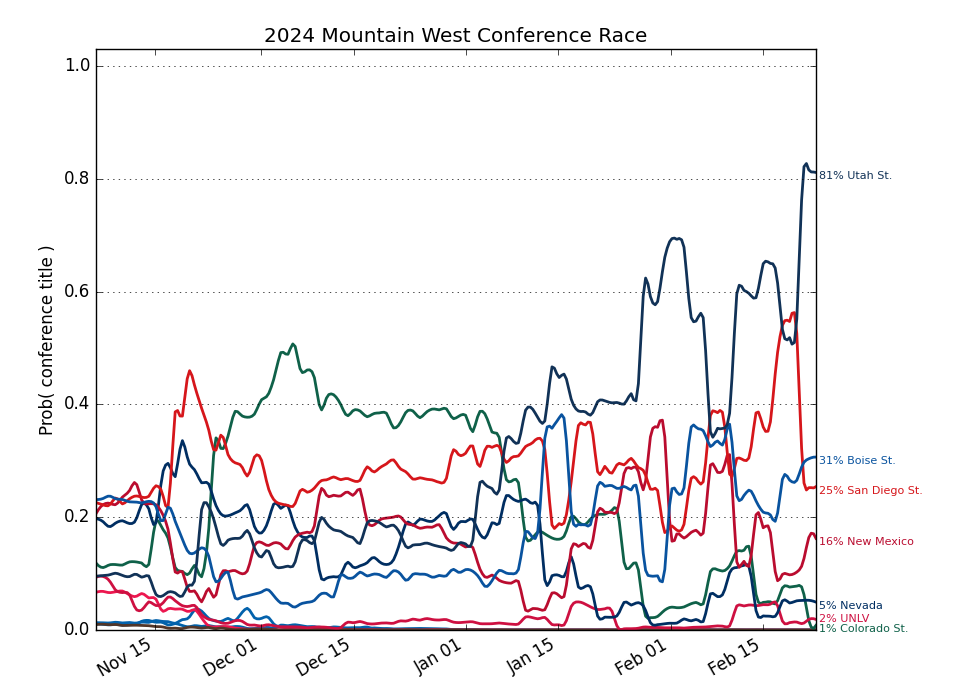 2024 Mountain West Conference Race
Prob( conference title )
1.0
0.8
0.6
0.4
0.2
0.0
81% Utah St.
31% Boise St.
25% San Diego St.
16% New Mexico
5% Nevada
2% UNLV
1% Colorado St.
Nov 15
Dec 01
Dec 15
Jan 01
Jan 15
Feb 01
Feb 15